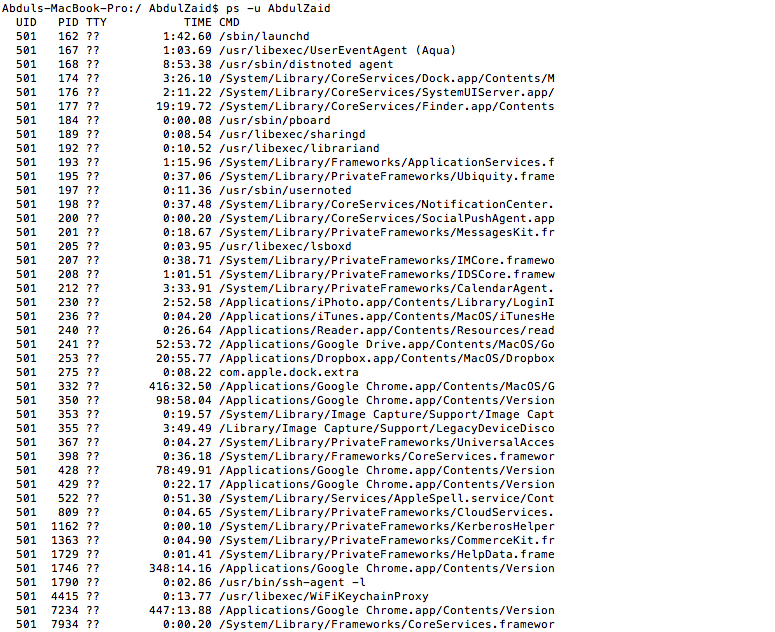 Abduls-MacBook-Pro:/ AbdulZaid$ ps -u AbdulZaid
  UID   PID TTY           TIME CMD
  501   162 ??         1:42.60 /sbin/launchd
  501   167 ??         1:03.69 /usr/libexec/UserEventAgent (Aqua)
  501   168 ??         8:53.38 /usr/sbin/distnoted agent
  501   174 ??         3:26.10 /System/Library/CoreServices/Dock.app/Contents/M
  501   176 ??         2:11.22 /System/Library/CoreServices/SystemUIServer.app/
  501   177 ??        19:19.72 /System/Library/CoreServices/Finder.app/Contents
  501   184 ??         0:00.08 /usr/sbin/pboard
  501   189 ??         0:08.54 /usr/libexec/sharingd
  501   192 ??         0:10.52 /usr/libexec/librariand
  501   193 ??         1:15.96 /System/Library/Frameworks/ApplicationServices.f
  501   195 ??         0:37.06 /System/Library/PrivateFrameworks/Ubiquity.frame
  501   197 ??         0:11.36 /usr/sbin/usernoted
  501   198 ??         0:37.48 /System/Library/CoreServices/NotificationCenter.
  501   200 ??         0:00.20 /System/Library/CoreServices/SocialPushAgent.app
  501   201 ??         0:18.67 /System/Library/PrivateFrameworks/MessagesKit.fr
  501   205 ??         0:03.95 /usr/libexec/lsboxd
  501   207 ??         0:38.71 /System/Library/PrivateFrameworks/IMCore.framewo
  501   208 ??         1:01.51 /System/Library/PrivateFrameworks/IDSCore.framew
  501   212 ??         3:33.91 /System/Library/PrivateFrameworks/CalendarAgent.
  501   230 ??         2:52.58 /Applications/iPhoto.app/Contents/Library/LoginI
  501   236 ??         0:04.20 /Applications/iTunes.app/Contents/MacOS/iTunesHe
  501   240 ??         0:26.64 /Applications/Reader.app/Contents/Resources/read
  501   241 ??        52:53.72 /Applications/Google Drive.app/Contents/MacOS/Go
  501   253 ??        20:55.77 /Applications/Dropbox.app/Contents/MacOS/Dropbox
  501   275 ??         0:08.22 com.apple.dock.extra
  501   332 ??       416:32.50 /Applications/Google Chrome.app/Contents/MacOS/G
  501   350 ??        98:58.04 /Applications/Google Chrome.app/Contents/Version
  501   353 ??         0:19.57 /System/Library/Image Capture/Support/Image Capt
  501   355 ??         3:49.49 /Library/Image Capture/Support/LegacyDeviceDisco
  501   367 ??         0:04.27 /System/Library/PrivateFrameworks/UniversalAcces
  501   398 ??         0:36.18 /System/Library/Frameworks/CoreServices.framewor
  501   428 ??        78:49.91 /Applications/Google Chrome.app/Contents/Version
  501   429 ??         0:22.17 /Applications/Google Chrome.app/Contents/Version
  501   522 ??         0:51.30 /System/Library/Services/AppleSpell.service/Cont
  501   809 ??         0:04.65 /System/Library/PrivateFrameworks/CloudServices.
  501  1162 ??         0:00.10 /System/Library/PrivateFrameworks/KerberosHelper
  501  1363 ??         0:04.90 /System/Library/PrivateFrameworks/CommerceKit.fr
  501  1729 ??         0:01.41 /System/Library/PrivateFrameworks/HelpData.frame
  501  1746 ??       348:14.16 /Applications/Google Chrome.app/Contents/Version
  501  1790 ??         0:02.86 /usr/bin/ssh-agent -l
  501  4415 ??         0:13.77 /usr/libexec/WiFiKeychainProxy
  501  7234 ??       447:13.88 /Applications/Google Chrome.app/Contents/Version
  501  7934 ??         0:00.20 /System/Library/Frameworks/CoreServices.framewor